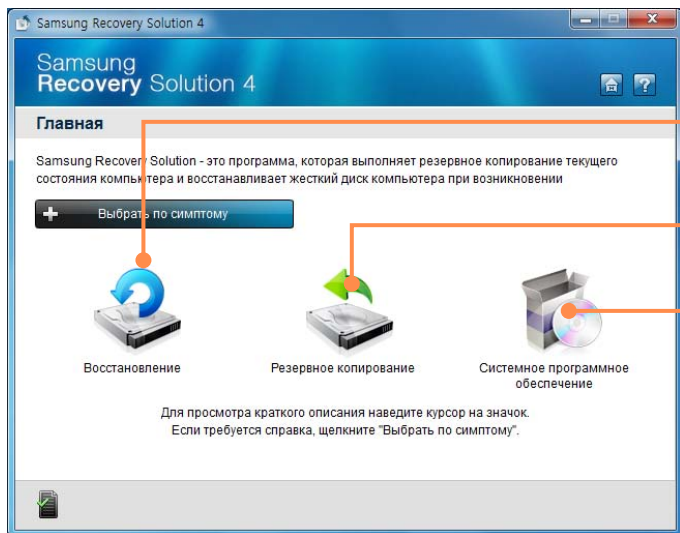 Samsung Recovery Solution 4
Samsung
Recovery Solution 4
Главная
Samsung Recovery Solution - это программа, которая выполняет резервное копирование текущего
состояния компьютера и восстанавливает жесткий диск компьютера при возникновении
Выбрать по симптому
Восстановление
Резервное копирование
Системное программное
обеспечение
Для просмотра краткого описания наведите курсор на значок.
Если требуется справка, щелкните "Выбрать по симптому".